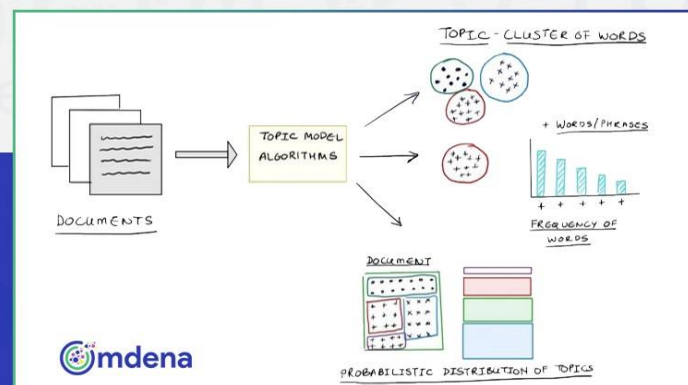 TOPIC - CLUSTER OF WORDS
+ WORDS/PHRASES
TOPIC MODEL
ALGORITHMS
DOCUMENTS
FREQUENCY OF
WORDS
DOCUMENT
PROBABILISTIC DISTRIBUTION OF TOPICS
Omdena